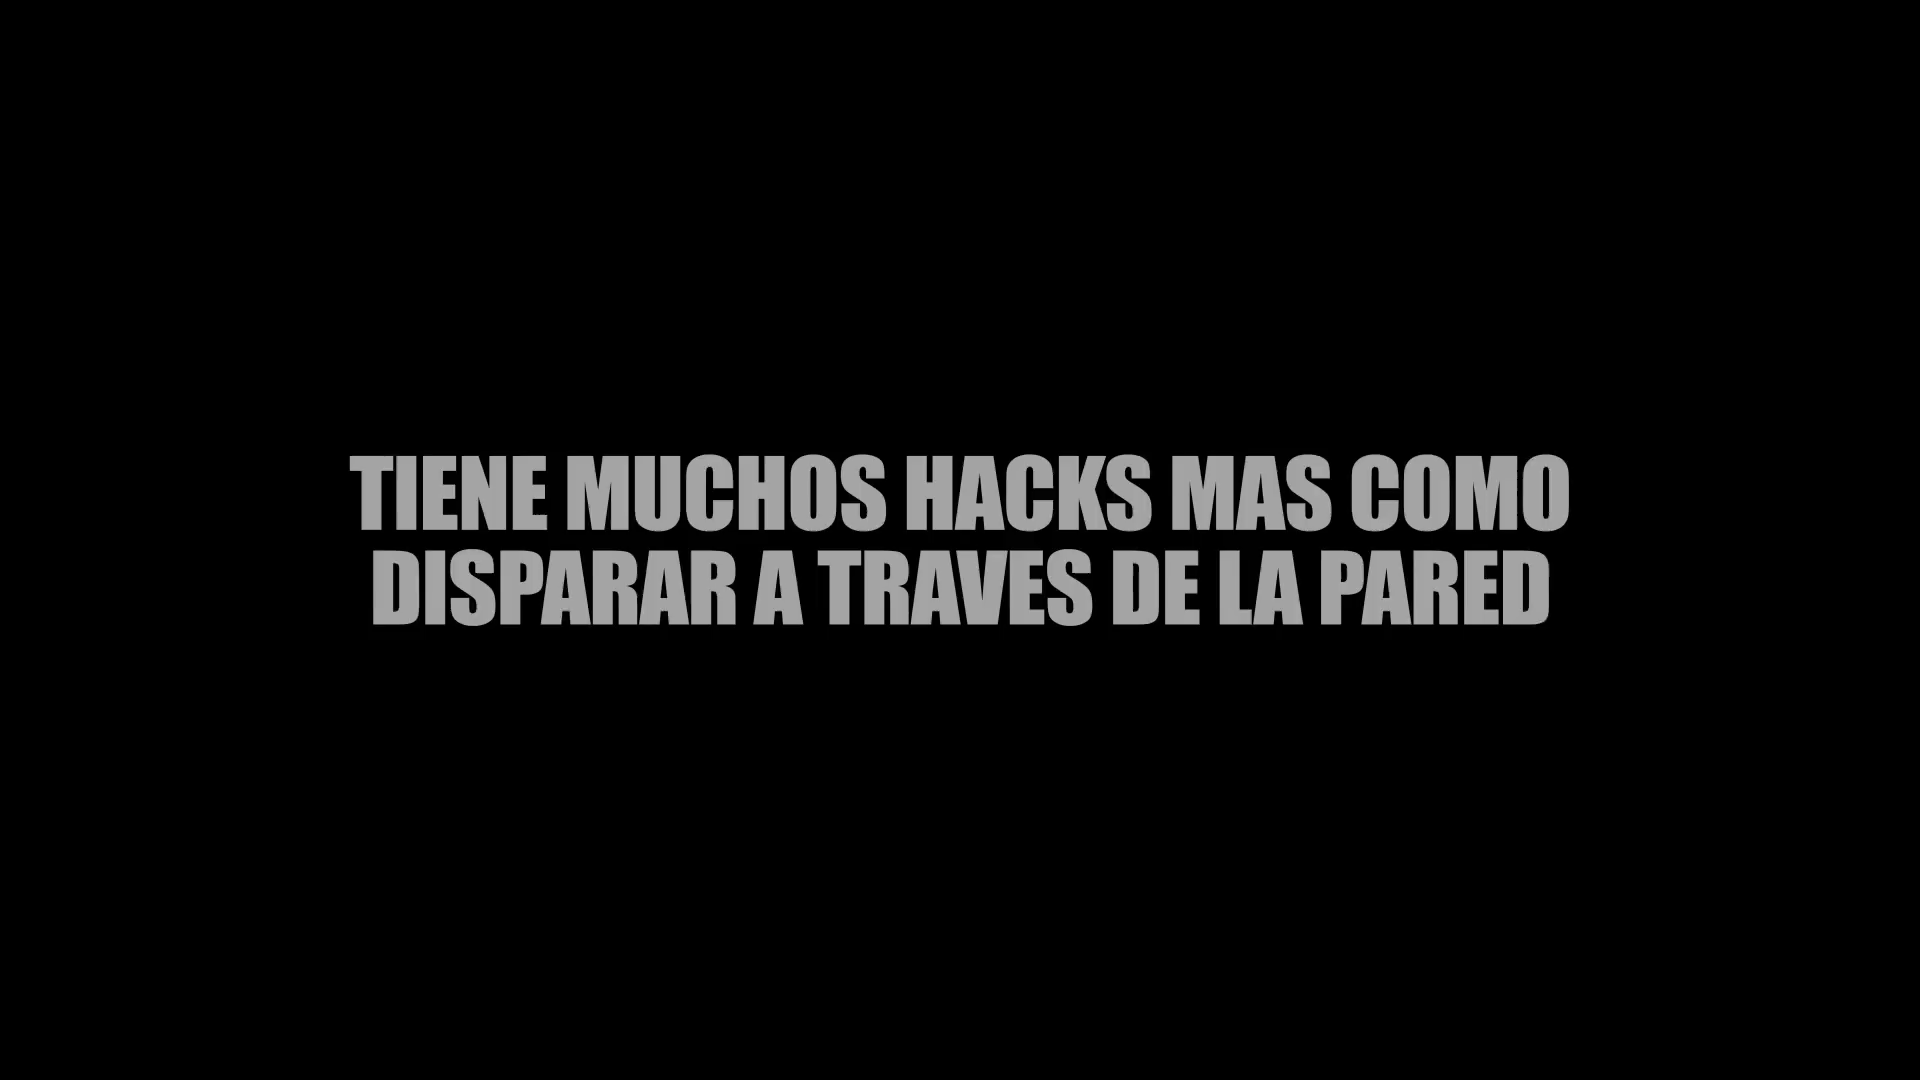 TIENE MUCHOS HACKS MAS COMO
DISPARAR A TRAVES DE LA PARED